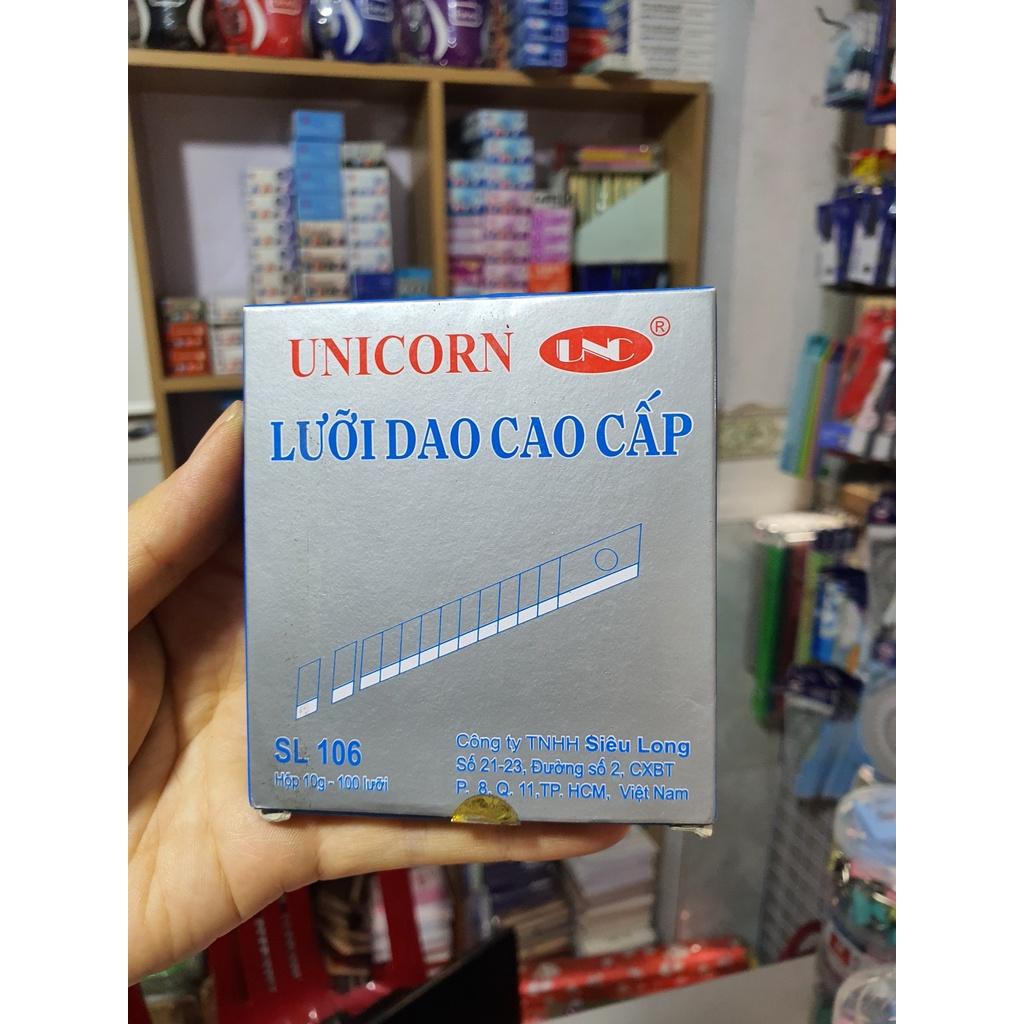 UNICORN UNC ®
LƯỠI DAO CAO CẤP
SL 106
Hộp 10g - 100 lưỡi
Công ty TNHH Siêu Long
Số 21-23, Đường số 2, CXBT
P. 8, Q. 11,TP. HCM, Việt Nam